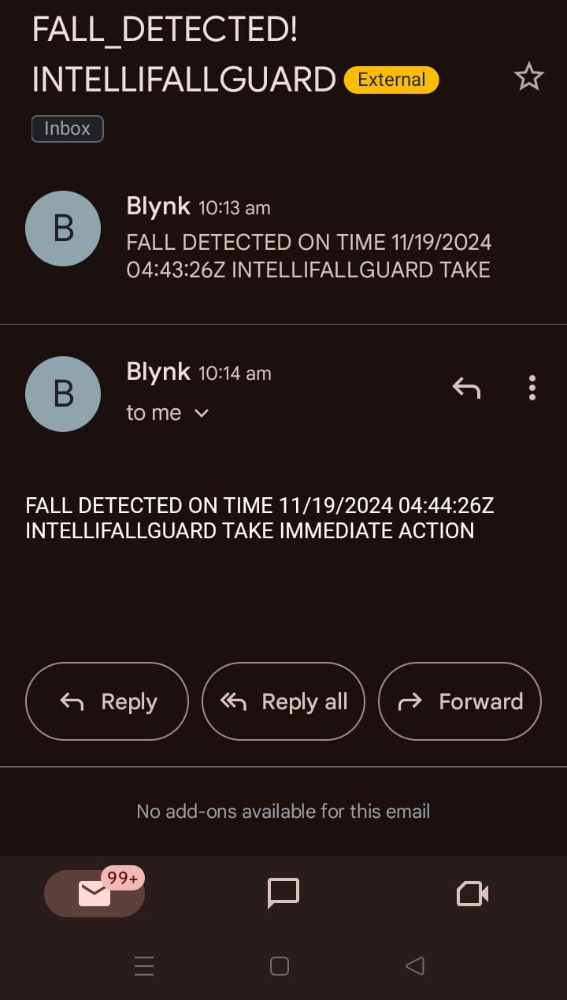 FALL_DETECTED!
INTELLIFALLGUARD External
Inbox
B
Blynk 10:13 am
FALL DETECTED ON TIME 11/19/2024
04:43:26Z INTELLIFALLGUARD TAKE
B
Blynk 10:14 am
to me
FALL DETECTED ON TIME 11/19/2024 04:44:26Z
INTELLIFALLGUARD TAKE IMMEDIATE ACTION
Reply Reply all Forward
No add-ons available for this email
99+